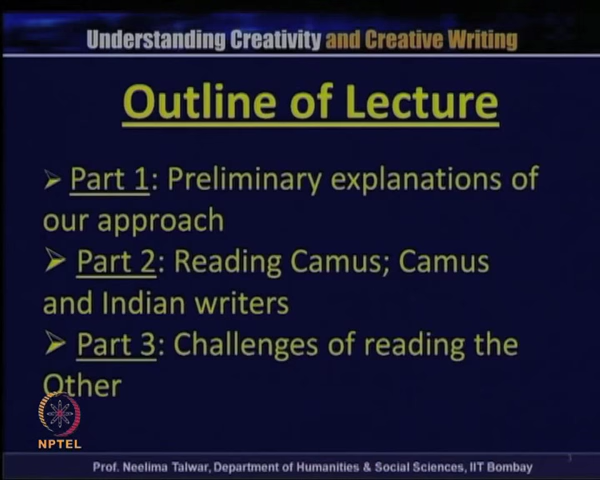 Understanding Creativity and Creative Writing
Outline of Lecture
➢ Part 1: Preliminary explanations of
our approach
➢ Part 2: Reading Camus; Camus
and Indian writers
➢ Part 3: Challenges of reading the
Other
NPTEL
Prof. Neelima Talwar, Department of Humanities & Social Sciences, IIT Bombay